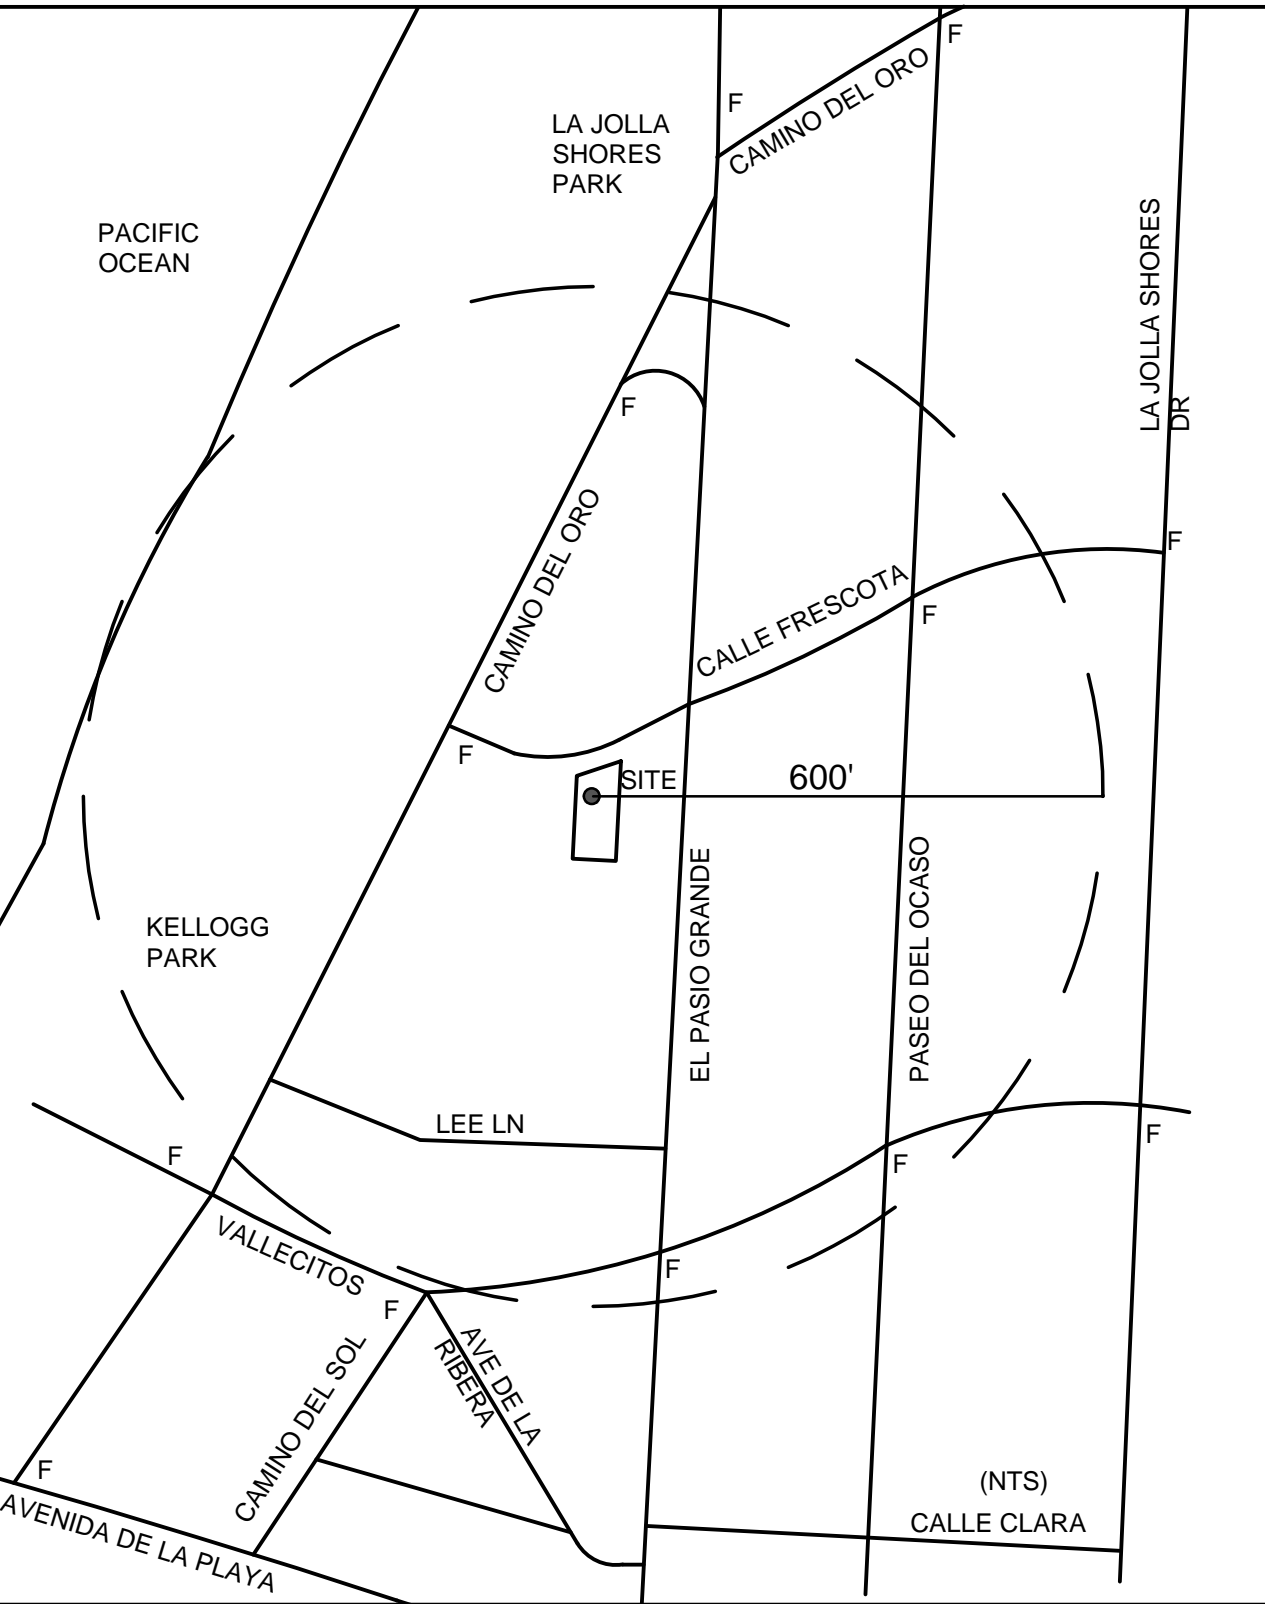 F
CAMINO DEL ORO
F
LA JOLLA
SHORES
PARK
PACIFIC
OCEAN
LA JOLLA SHORES
DR
F
CAMINO DEL ORO
F
CALLE FRESCOTA
F
F
SITE
600'
EL PASIO GRANDE
PASEO DEL OCASO
KELLOGG
PARK
LEE LN
F
F
F
VALLECITOS
F
F
CAMINO DEL SOL
AVE DE LA
RIBERA
F
AVENIDA DE LA PLAYA
(NTS)
CALLE CLARA